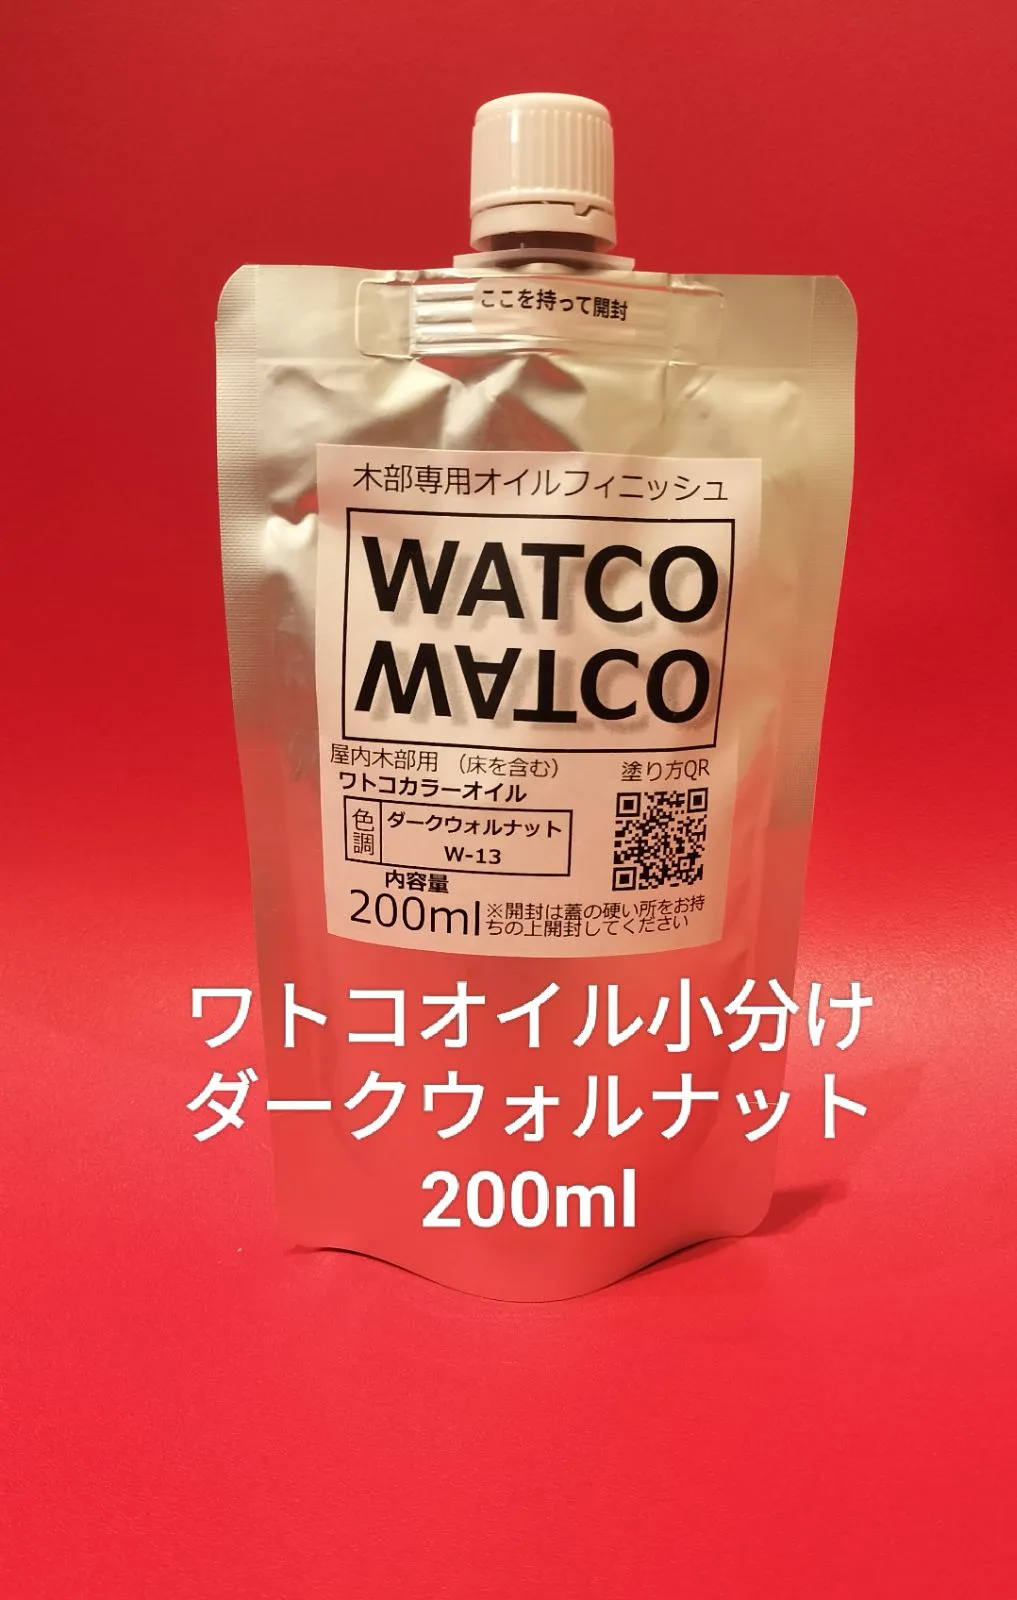 ここを持って開封
木部専用オイルフィニッシュ
WATCO
WATCO
屋内木部用 （床を含む）
塗り方QR
ワトコカラーオイル
色調
ダークウォルナット
W-13
内容量
200ml
※開封は蓋の硬い所をお持
ちの上開封してください
ワトコオイル小分け
ダークウォルナット
200ml